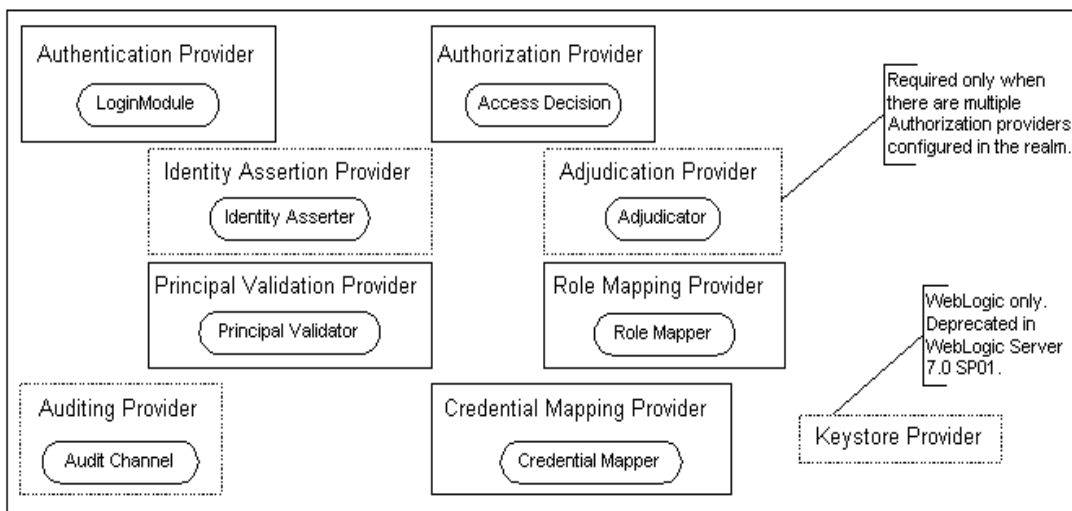 Authentication Provider
LoginModule
Authorization Provider
Access Decision
Required only when
there are multiple
Authorization providers
configured in the realm.
Identity Assertion Provider
Identity Asserter
Adjudication Provider
Adjudicator
Principal Validation Provider
Principal Validator
Role Mapping Provider
Role Mapper
WebLogic only.
Deprecated in
WebLogic Server
7.0 SP01.
Auditing Provider
Audit Channel
Credential Mapping Provider
Credential Mapper
Keystore Provider